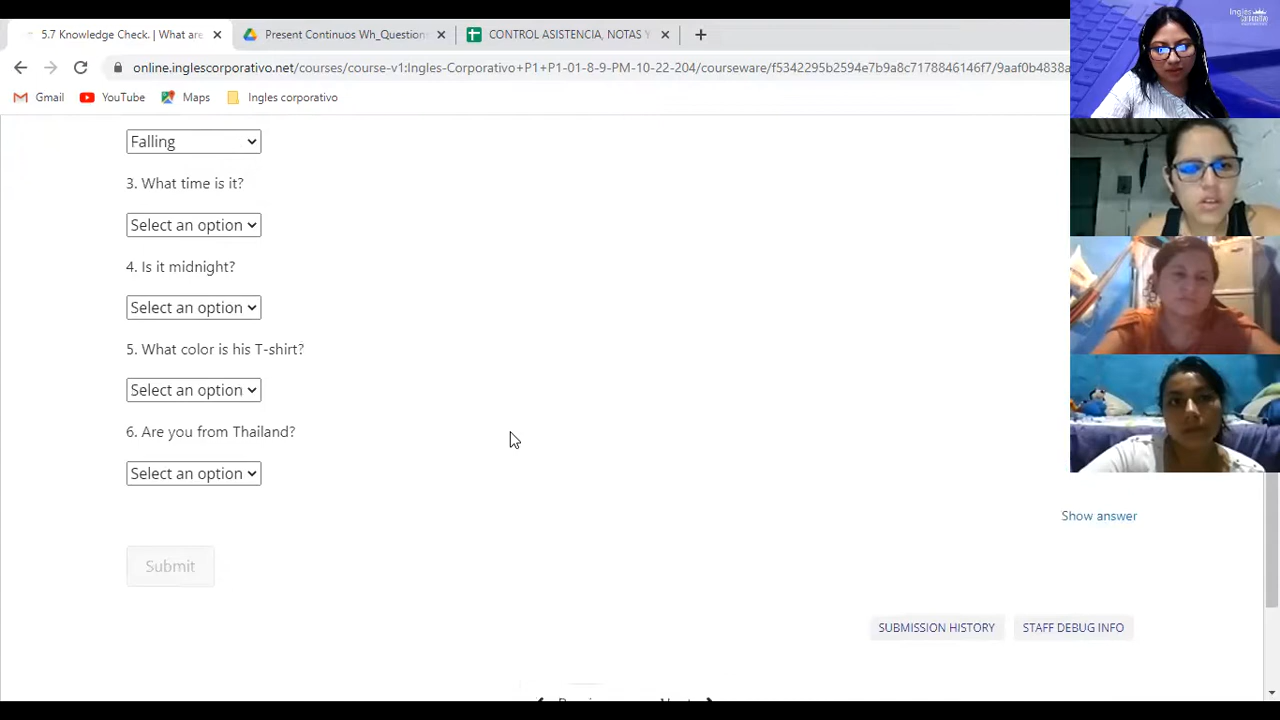 5.7 Knowledge Check. | What are
Present Continuos Wh_Question
CONTROL ASISTENCIA, NOTAS Y
online.inglescorporativo.net/courses/course-v1:Ingles-Corporativo+P1+P1-01-8-9-PM-10-22-204/courseware/f5342295b2594e7b9a8c7178846146f7/9aaf0b4838a
Gmail
YouTube
Maps
Ingles corporativo
Ingles
Corporativo
Falling
3. What time is it?
Select an option
4. Is it midnight?
Select an option
5. What color is his T-shirt?
Select an option
6. Are you from Thailand?
Select an option
Show answer
Submit
SUBMISSION HISTORY
STAFF DEBUG INFO